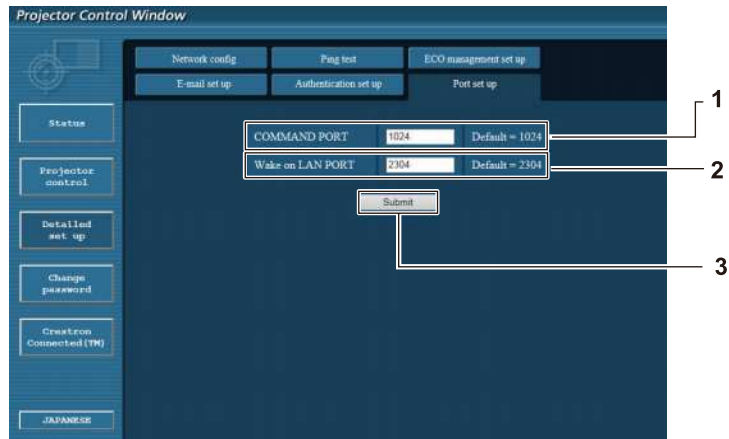 Projector Control Window
Network config
Ping test
ECO management set up
E-mail set up
Authentication set up
Port set up
Status
Projector
control
Detailed
set up
Change
password
Crestron
Connected(TM)
JAPANESE
COMMAND PORT 1024 Default = 1024
Wake on LAN PORT 2304 Default = 2304
Submit
1
2
3